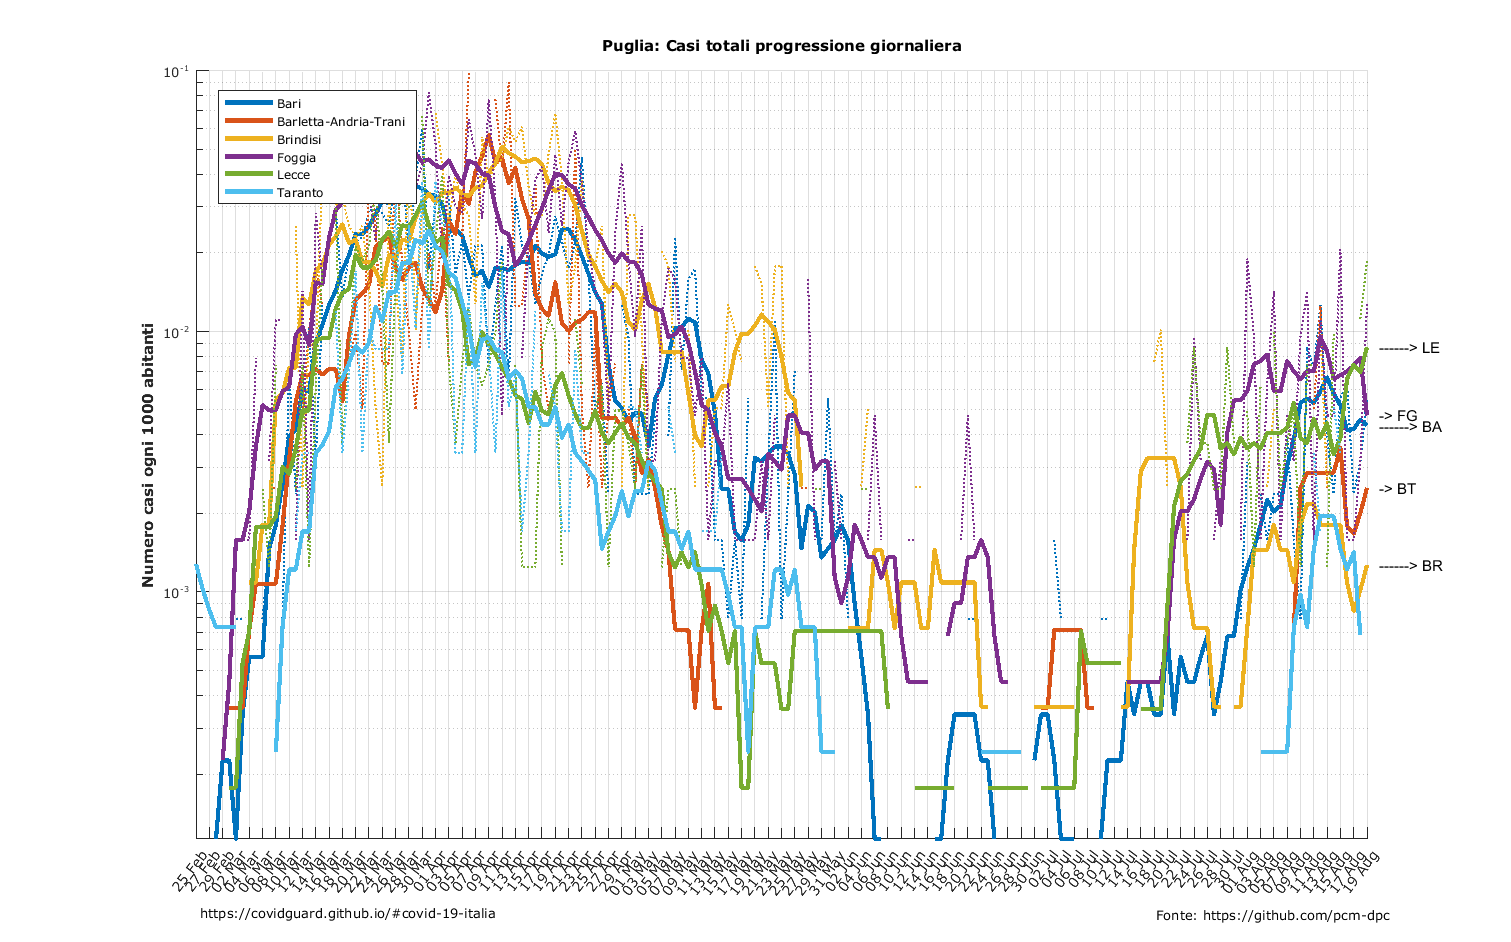 Puglia: Casi totali progressione giornaliera
Numero casi ogni 1000 abitanti
10-1
10-2
10-3
Bari
Barletta-Andria-Trani
Brindisi
Foggia
Lecce
Taranto
------> LE
-> FG
------> BA
-> BT
------> BR
25 Feb
27 Feb
29 Feb
02 Mar
04 Mar
06 Mar
08 Mar
10 Mar
12 Mar
14 Mar
16 Mar
18 Mar
20 Mar
22 Mar
24 Mar
26 Mar
28 Mar
30 Mar
01 Apr
03 Apr
05 Apr
07 Apr
09 Apr
11 Apr
13 Apr
15 Apr
17 Apr
19 Apr
21 Apr
23 Apr
25 Apr
27 Apr
29 Apr
01 May
03 May
05 May
07 May
09 May
11 May
13 May
15 May
17 May
19 May
21 May
23 May
25 May
27 May
29 May
31 May
02 Jun
04 Jun
06 Jun
08 Jun
10 Jun
12 Jun
14 Jun
16 Jun
18 Jun
20 Jun
22 Jun
24 Jun
26 Jun
28 Jun
30 Jun
02 Jul
04 Jul
06 Jul
08 Jul
10 Jul
12 Jul
14 Jul
16 Jul
18 Jul
20 Jul
22 Jul
24 Jul
26 Jul
28 Jul
30 Jul
01 Aug
03 Aug
05 Aug
07 Aug
09 Aug
11 Aug
13 Aug
15 Aug
17 Aug
19 Aug
https://covidguard.github.io/#covid-19-italia
Fonte: https://github.com/pcm-dpc